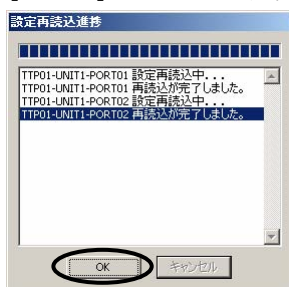 設定再読込進捗
TTP01-UNIT1-PORT01 設定再読込中...
TTP01-UNIT1-PORT01 再読込が完了しました。
TTP01-UNIT1-PORT02 設定再読込中...
TTP01-UNIT1-PORT02 再読込が完了しました。
OK
キャンセル